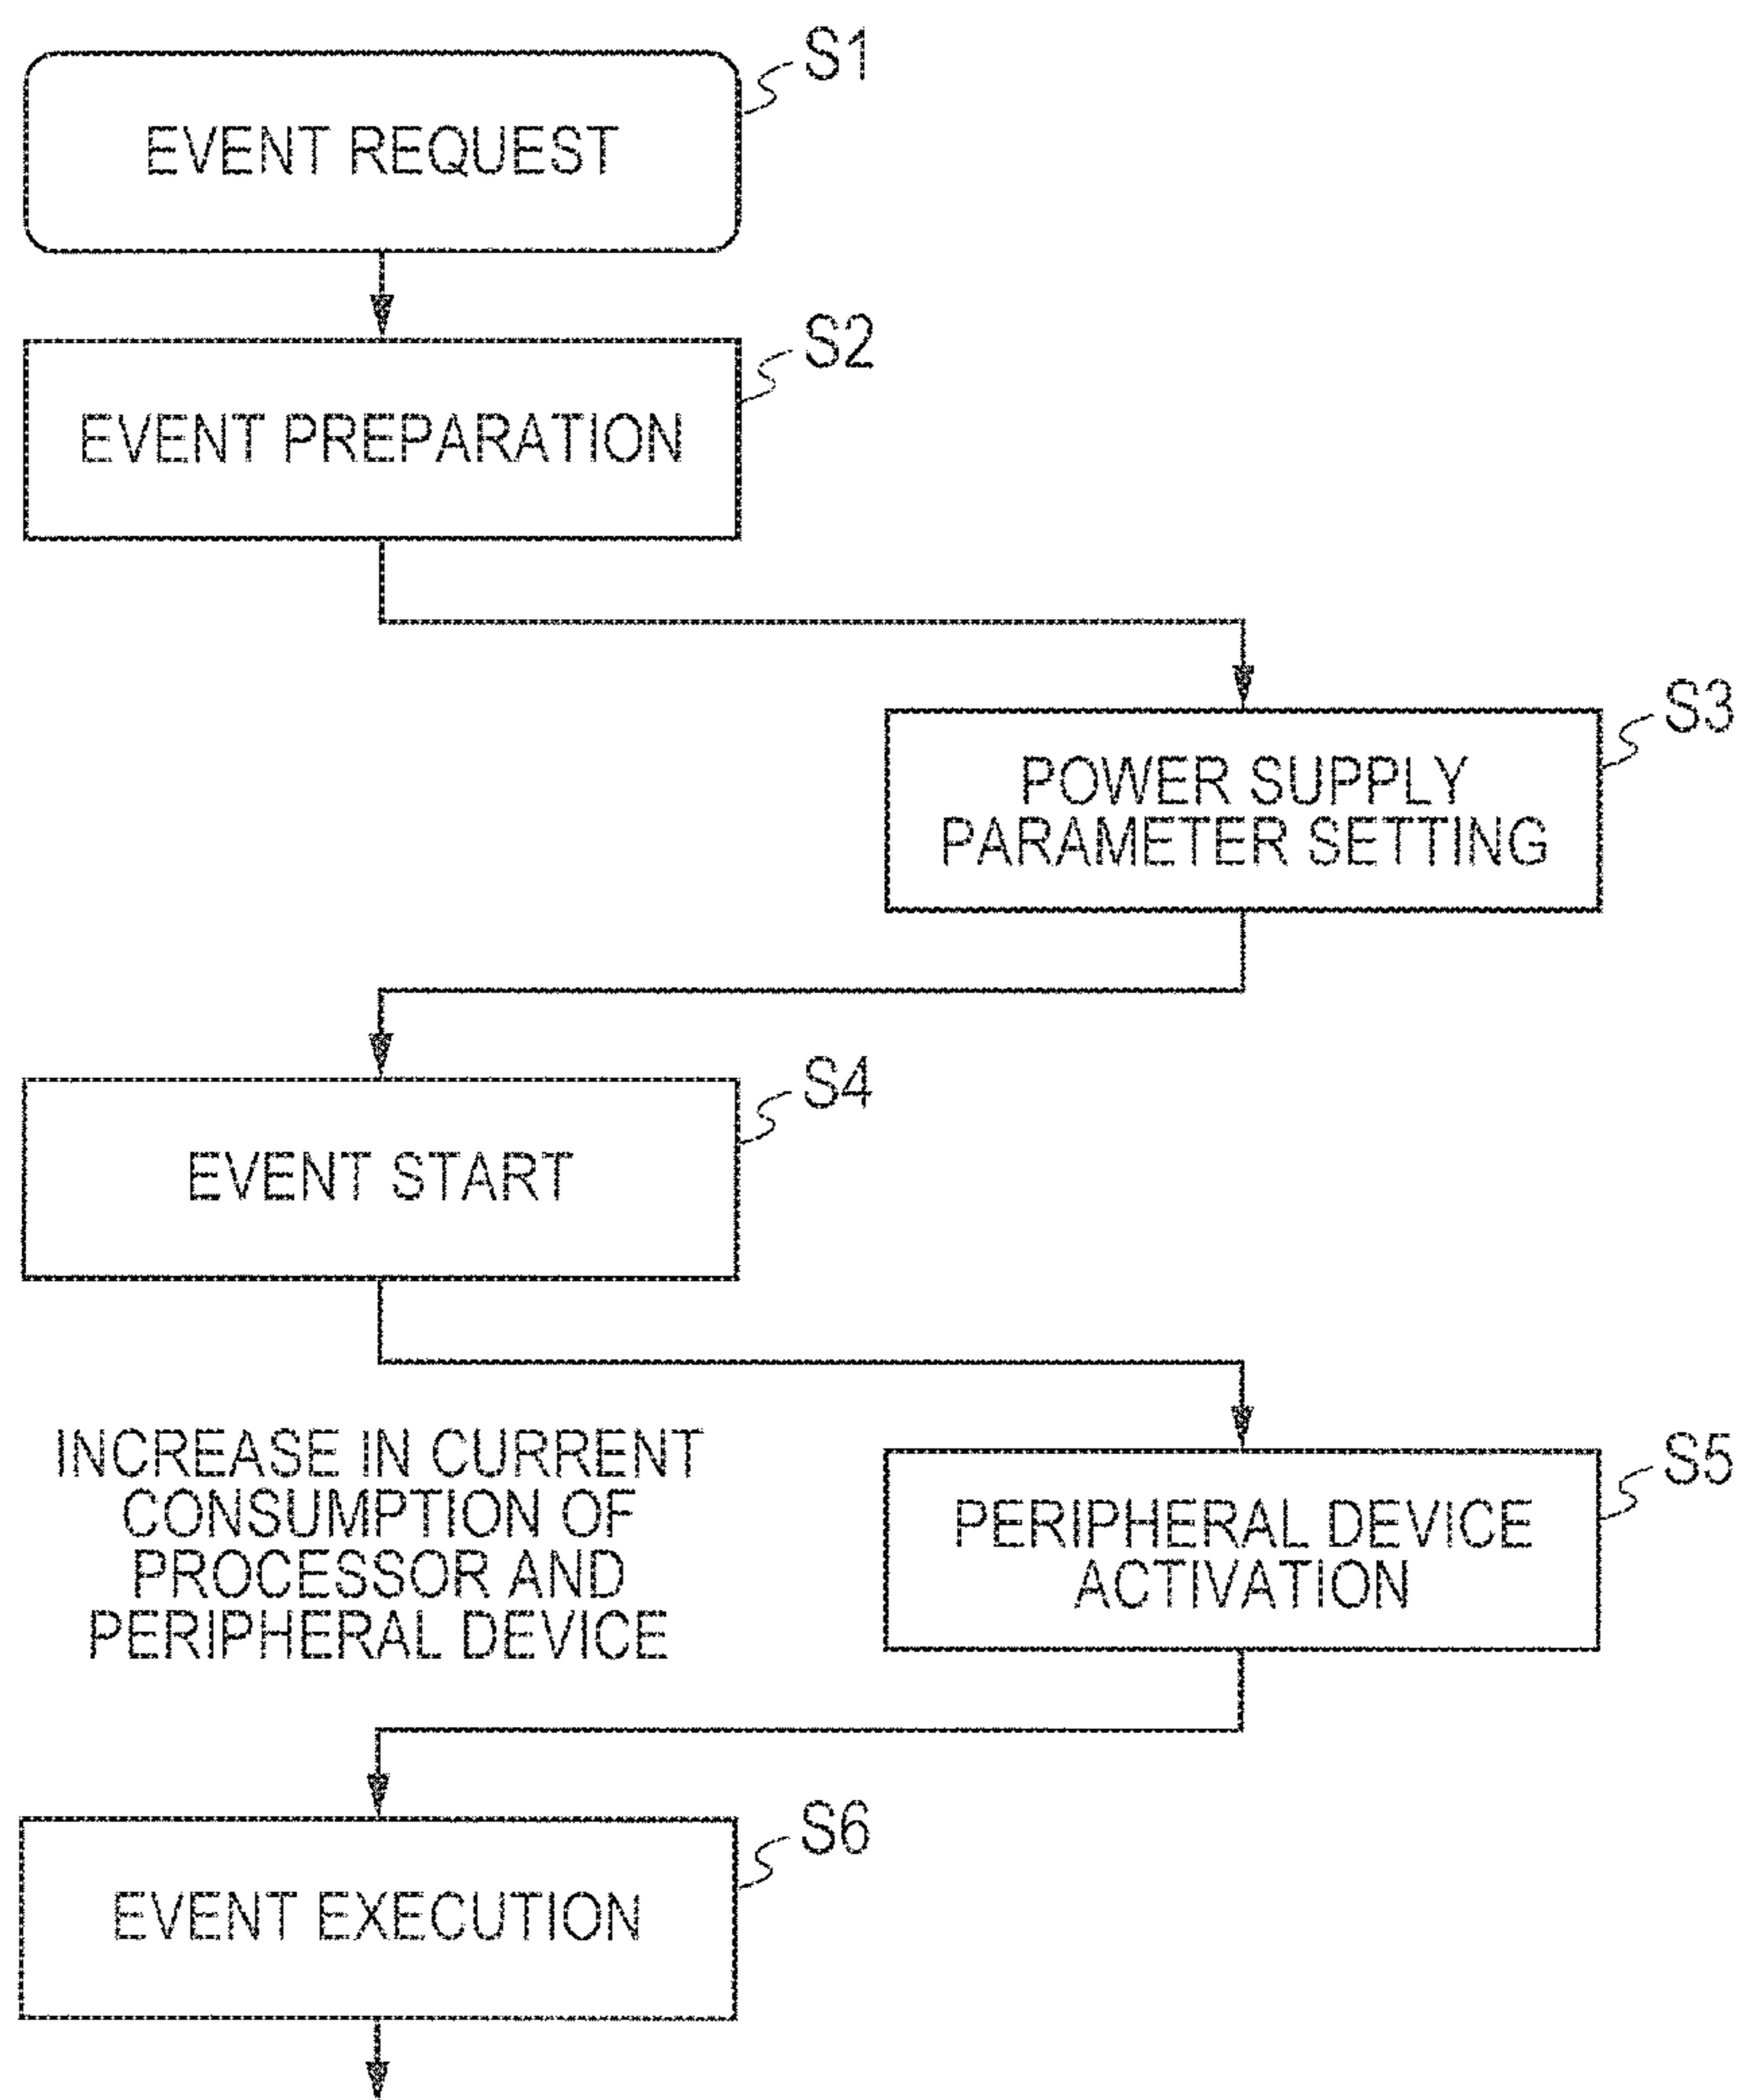 S1
EVENT REQUEST
S2
EVENT PREPARATION
S3
POWER SUPPLY
PARAMETER SETTING
S4
EVENT START
INCREASE IN CURRENT
CONSUMPTION OF
PROCESSOR AND
PERIPHERAL DEVICE
S5
PERIPHERAL DEVICE
ACTIVATION
S6
EVENT EXECUTION